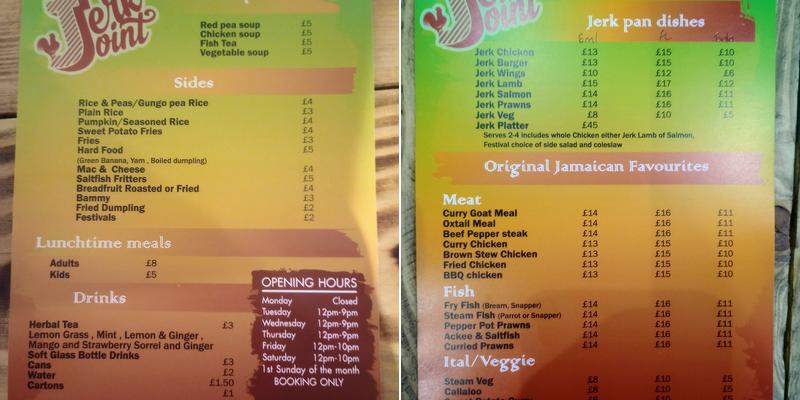 Jerk
Joint
Red pea soup £5
Chicken soup £5
Fish Tea £5
Vegetable soup £5
Sides
Rice & Peas/Gungo pea Rice £4
Plain Rice £3
Pumpkin/Seasoned Rice £4
Sweet Potato Fries £4
Fries £3
Hard Food £5
(Green Banana, Yam , Boiled dumpling)
Mac & Cheese £4
Saltfish Fritters £5
Breadfruit Roasted or Fried £4
Bammy £3
Fried Dumpling £2
Festivals £2
Lunchtime meals
Adults £8
Kids £5
Drinks
Herbal Tea £3
Lemon Grass , Mint , Lemon & Ginger ,
Mango and Strawberry Sorrel and Ginger
Soft Glass Bottle Drinks £3
Cans £2
Water £1.50
Cartons £1
OPENING HOURS
Monday Closed
Tuesday 12pm-9pm
Wednesday 12pm-9pm
Thursday 12pm-9pm
Friday 12pm-10pm
Saturday 12pm-10pm
1st Sunday of the month
BOOKING ONLY
Joint
Jerk pan dishes
Jerk Chicken £13 £15 £10
Jerk Burger £13 £15 £10
Jerk Wings £10 £12 £6
Jerk Lamb £15 £17 £12
Jerk Salmon £14 £16 £11
Jerk Prawns £14 £16 £11
Jerk Veg £8 £10 £5
Jerk Platter £45
Serves 2-4 includes whole Chicken either Jerk Lamb of Salmon,
Festival choice of side salad and coleslaw
Original Jamaican Favourites
Meat
Curry Goat Meal £14 £16 £11
Oxtail Meal £14 £16 £11
Beef Pepper steak £14 £16 £11
Curry Chicken £13 £15 £10
Brown Stew Chicken £13 £15 £10
Fried Chicken £13 £15 £10
BBQ chicken £13 £15 £10
Fish
Fry Fish (Bream, Snapper) £14 £16 £11
Steam Fish (Parrot or Snapper) £14 £16 £11
Pepper Pot Prawns £14 £16 £11
Ackee & Saltfish £14 £16 £11
Curried Prawns £14 £16 £11
Ital/Veggie
Steam Veg £8 £10 £5
Callaloo £8 £10 £5